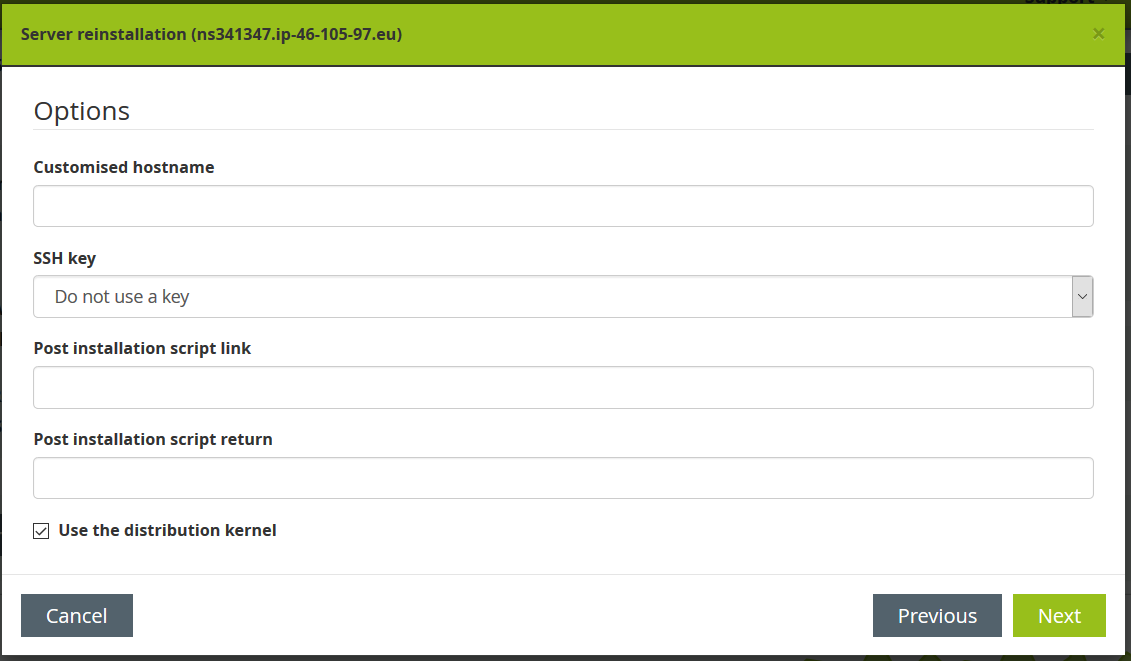 Support
Server reinstallation (ns341347.ip-46-105-97.eu)
×
Options
Customised hostname
SSH key
Do not use a key
Post installation script link
Post installation script return
Use the distribution kernel
Cancel
Previous
Next